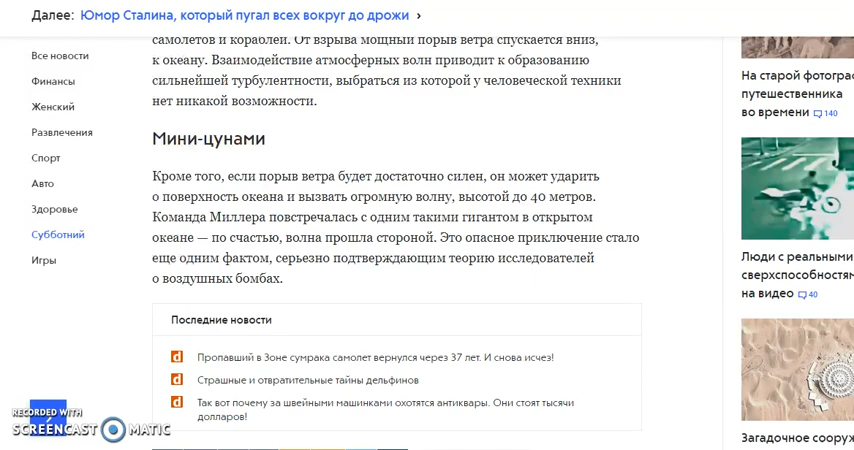 Далее: Юмор Сталина, который пугал всех вокруг до дрожи ›
самолетов и кораблей. От взрыва мощный порыв ветра спускается вниз,
к океану. Взаимодействие атмосферных волн приводит к образованию
сильнейшей турбулентности, выбраться из которой у человеческой техники
нет никакой возможности.
Мини-цунами
Кроме того, если порыв ветра будет достаточно силен, он может ударить
о поверхность океана и вызвать огромную волну, высотой до 40 метров.
Команда Миллера повстречалась с одним такими гигантом в открытом
океане — по счастью, волна прошла стороной. Это опасное приключение стало
еще одним фактом, серьезно подтверждающим теорию исследователей
о воздушных бомбах.
Последние новости
d Пропавший в Зоне сумрака самолет вернулся через 37 лет. И снова исчез!
d Страшные и отвратительные тайны дельфинов
d Так вот почему за швейными машинками охотятся антиквары. Они стоят тысячи
долларов!
Все новости
Финансы
Женский
Развлечения
Спорт
Авто
Здоровье
Субботний
Игры
На старой фотограф
путешественника
во времени 140
Люди с реальными
сверхспособностям
на видео 40
Загадочное сооруж
RECORDED WITH
SCREENCAST MATIC